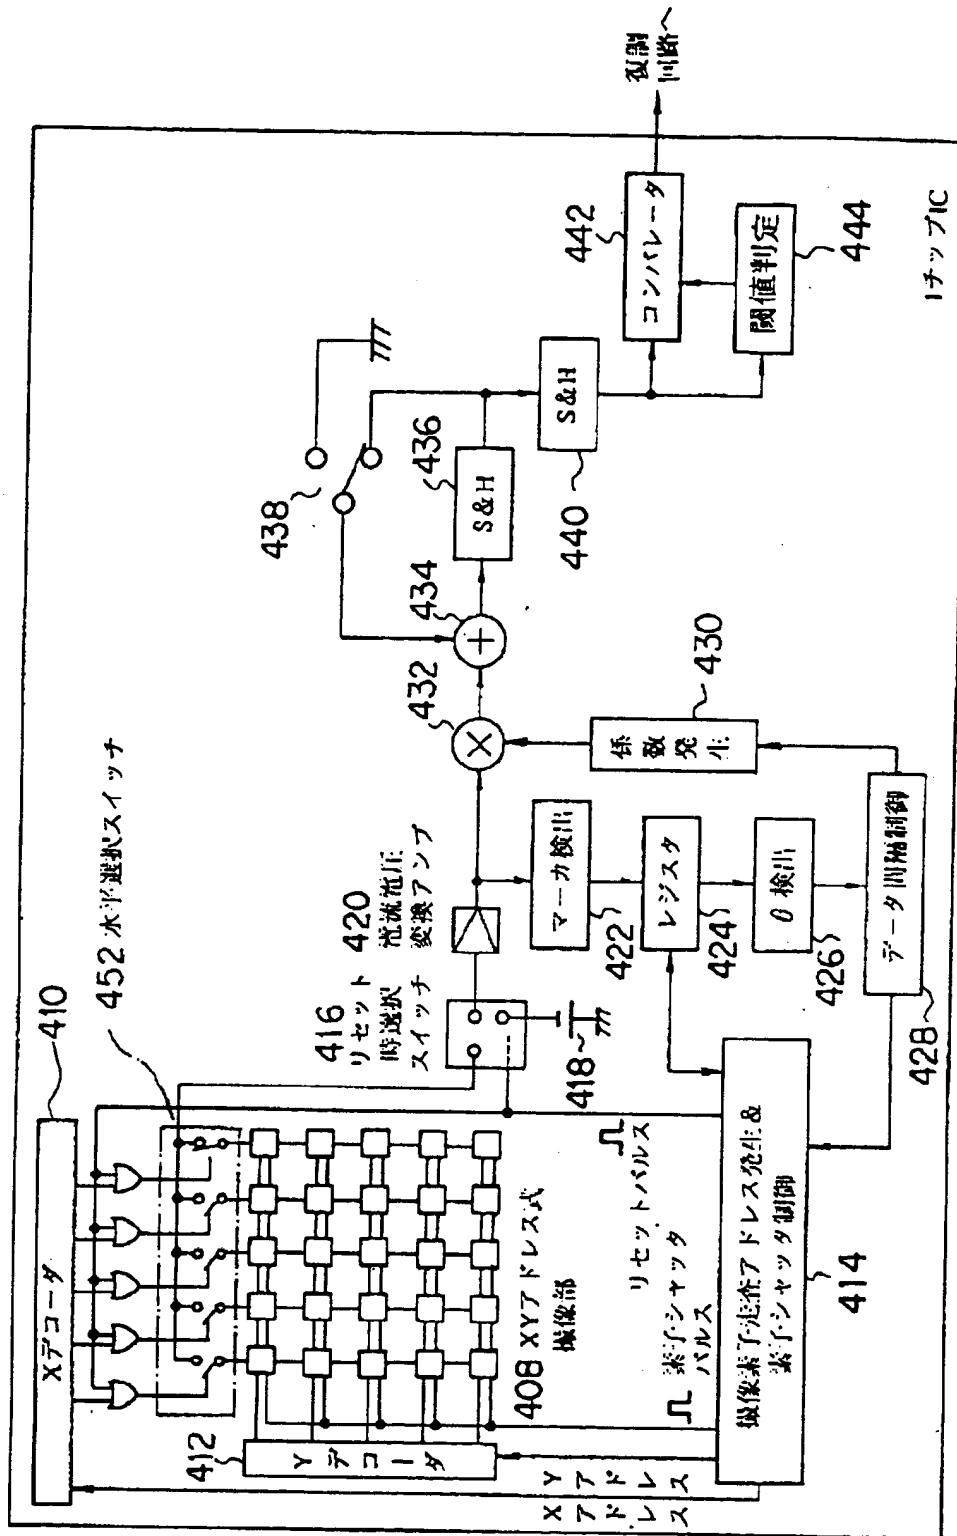 410
Xデコーダ
452 水平選択スイッチ
412
Yデコーダ
408 XYアドレス式
撮像部
416
リセット
時選択
スイッチ
418
420
電流電圧
変換アンプ
リセットパルス
素子シャッタ
パルス
Xアドレス
Yアドレス
撮像素子走査アドレス発生&
素子シャッタ制御
414
マーカ検出
422
レジスタ
424
θ検出
426
データ間隔制御
428
係数発生
430
×
432
+
434
S&H
436
438
S&H
440
コンパレータ
442
閾値判定
444
復調
回路へ
1チップIC